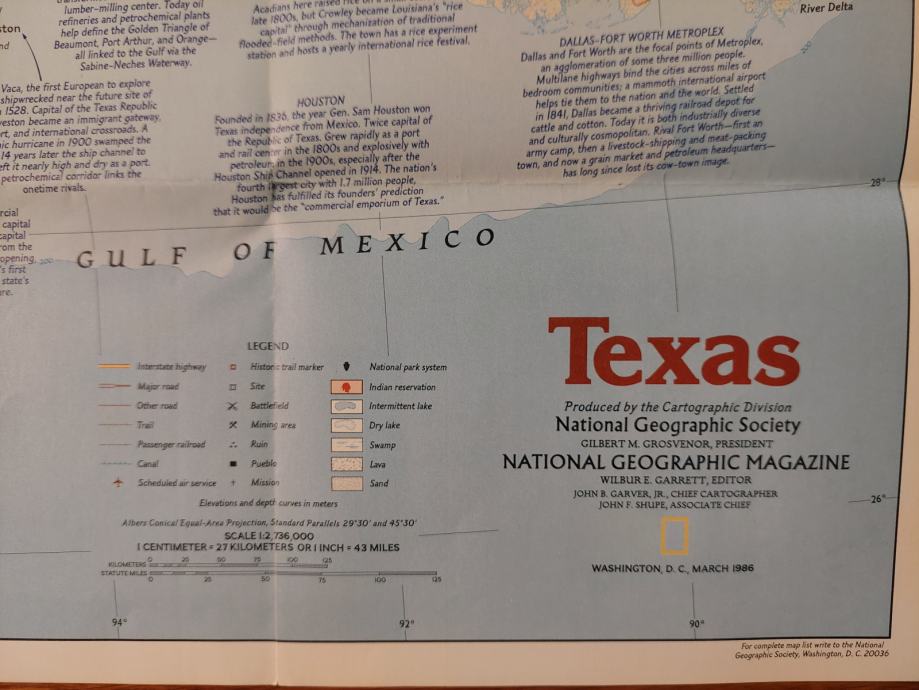 lumber-milling center. Today oil
refineries and petrochemical plants
help define the Golden Triangle of
Beaumont, Port Arthur, and Orange—
all linked to the Gulf via the
Sabine-Neches Waterway.
Vaca, the first European to explore
shipwrecked near the future site of
1528. Capital of the Texas Republic
became an immigrant gateway,
and international crossroads. A
hurricane in 1900 swamped the
14 years later the ship channel to
left it nearly high and dry as a port.
petrochemical corridor links the
onetime rivals.
capital
capital
from the
opening,
's first
state's
Acadians here raised rice
late 1800s, but Crowley became Louisiana's "rice
capital" through mechanization of traditional
flooded-field methods. The town has a rice experiment
station and hosts a yearly international rice festival.
HOUSTON
Founded in 1836, the year Gen. Sam Houston won
Texas independence from Mexico. Twice capital of
the Republic of Texas. Grew rapidly as a port
and rail center in the 1800s and explosively with
petroleum in the 1900s, especially after the
Houston Ship Channel opened in 1914. The nation's
fourth largest city with 1.7 million people,
Houston has fulfilled its founders' prediction
that it would be the "commercial emporium of Texas."
River Delta
DALLAS-FORT WORTH METROPLEX
Dallas and Fort Worth are the focal points of Metroplex,
an agglomeration of some three million people.
Multilane highways bind the cities across miles of
bedroom communities; a mammoth international airport
helps tie them to the nation and the world. Settled
in 1841, Dallas became a thriving railroad depot for
cattle and cotton. Today it is both industrially diverse
and culturally cosmopolitan. Rival Fort Worth—first an
army camp, then a livestock-shipping and meat-packing
town, and now a grain market and petroleum headquarters—
has long since lost its cow-town image.
28°
GULF OF MEXICO
LEGEND
Interstate highway
Major road
Other road
Trail
Passenger railroad
Canal
Scheduled air service
Historic trail marker
Site
Battlefield
Mining area
Ruin
Pueblo
Mission
National park system
Indian reservation
Intermittent lake
Dry lake
Swamp
Lava
Sand
Elevations and depth curves in meters
Albers Conical Equal-Area Projection, Standard Parallels 29°30' and 45°30'
SCALE 1:2,736,000
1 CENTIMETER = 27 KILOMETERS OR 1 INCH = 43 MILES
0 25 50 75 100 125
KILOMETERS
STATUTE MILES
0 25 50 75 100 125
Texas
Produced by the Cartographic Division
National Geographic Society
GILBERT M. GROSVENOR, PRESIDENT
NATIONAL GEOGRAPHIC MAGAZINE
WILBUR E. GARRETT, EDITOR
JOHN B. GARVER, JR., CHIEF CARTOGRAPHER
JOHN F. SHUPE, ASSOCIATE CHIEF
WASHINGTON, D. C., MARCH 1986
26°
94° 92° 90°
For complete map list write to the National
Geographic Society, Washington, D. C. 20036